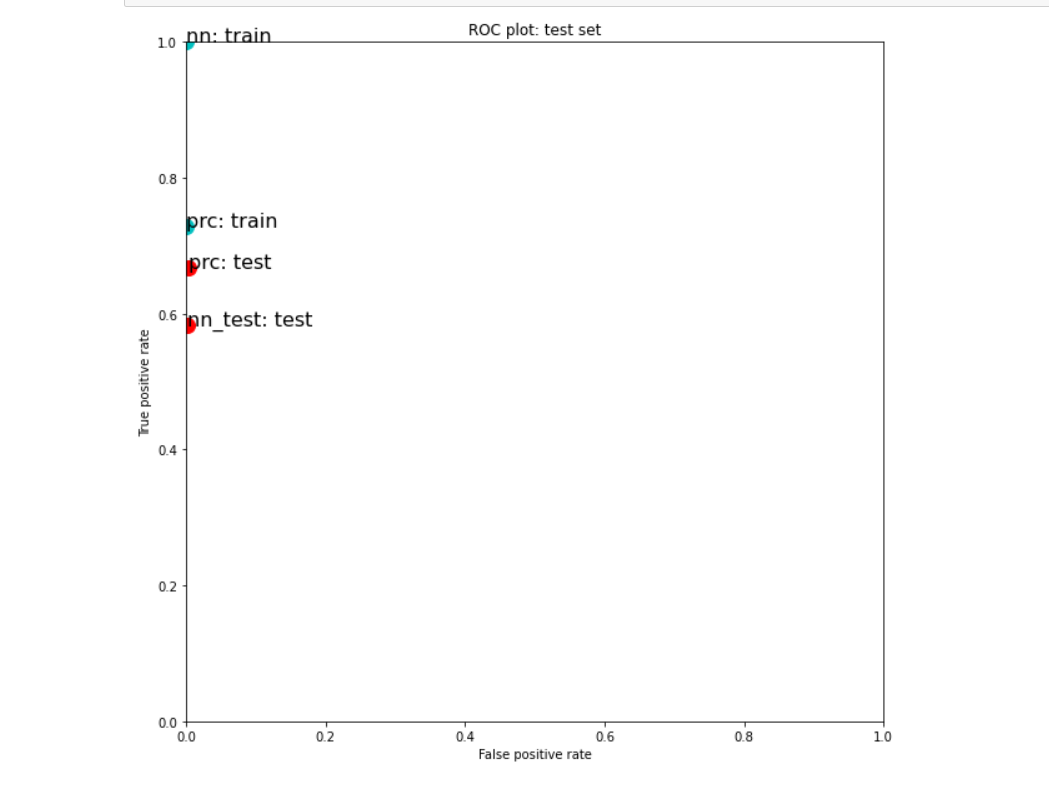 ROC plot: test set
nn: train
prc: train
prc: test
nn_test: test
True positive rate
1.0
0.8
0.6
0.4
0.2
0.0
0.0 0.2 0.4 0.6 0.8 1.0
False positive rate